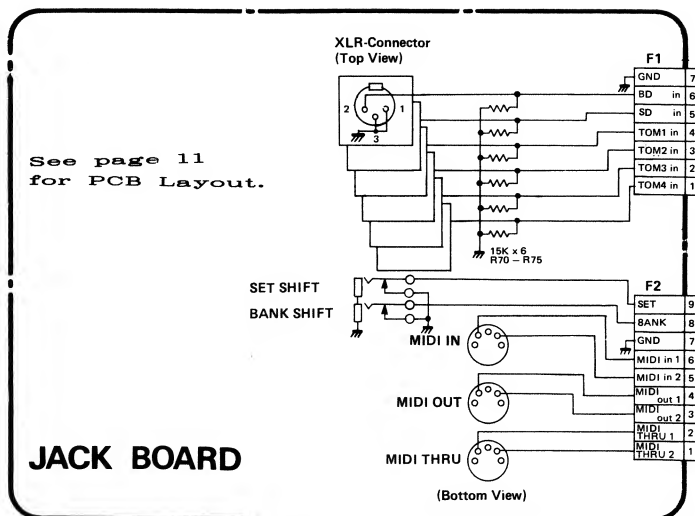 XLR-Connector
(Top View)
2
1
3
See page 11
for PCB Layout.
F1
GND 7
BD in 6
SD in 5
TOM1 in 4
TOM2 in 3
TOM3 in 2
TOM4 in 1
15K x 6
R70 – R75
SET SHIFT
BANK SHIFT
F2
SET 9
BANK 8
GND 7
MIDI in 1 6
MIDI in 2 5
MIDI out 1 4
MIDI out 2 3
MIDI THRU 1 2
MIDI THRU 2 1
MIDI IN
MIDI OUT
MIDI THRU
(Bottom View)
JACK BOARD